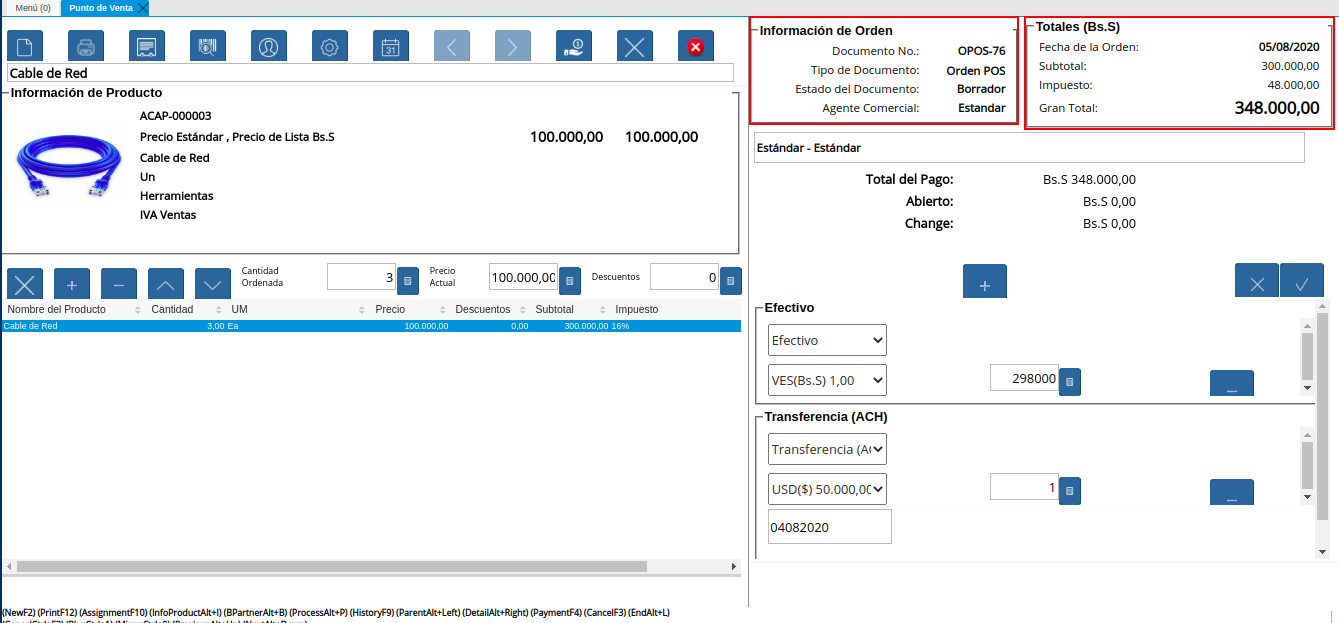 Menú (0)
Punto de Venta
Cable de Red
Información de Producto
ACAP-000003
Precio Estándar , Precio de Lista Bs.S 100.000,00 100.000,00
Cable de Red
Un
Herramientas
IVA Ventas
Cantidad Ordenada 3 Precio Actual 100.000,00 Descuentos 0
Nombre del Producto Cantidad UM Precio Descuentos Subtotal Impuesto
Cable de Red 3,00 Ea 100.000,00 0,00 300.000,00 16%
(NewF2) (PrintF12) (AssignmentF10) (InfoProductAlt+I) (BPartnerAlt+B) (ProcessAlt+P) (HistoryF9) (ParentAlt+Left) (DetailAlt+Right) (PaymentF4) (CancelF3) (EndAlt+L)
Información de Orden
Documento No.: OPOS-76
Tipo de Documento: Orden POS
Estado del Documento: Borrador
Agente Comercial: Estandar
Totales (Bs.S)
Fecha de la Orden: 05/08/2020
Subtotal: 300.000,00
Impuesto: 48.000,00
Gran Total: 348.000,00
Estándar - Estándar
Total del Pago: Bs.S 348.000,00
Abierto: Bs.S 0,00
Change: Bs.S 0,00
Efectivo
Efectivo
VES(Bs.S) 1,00 298000
Transferencia (ACH)
Transferencia (A
USD($) 50.000,00 1
04082020